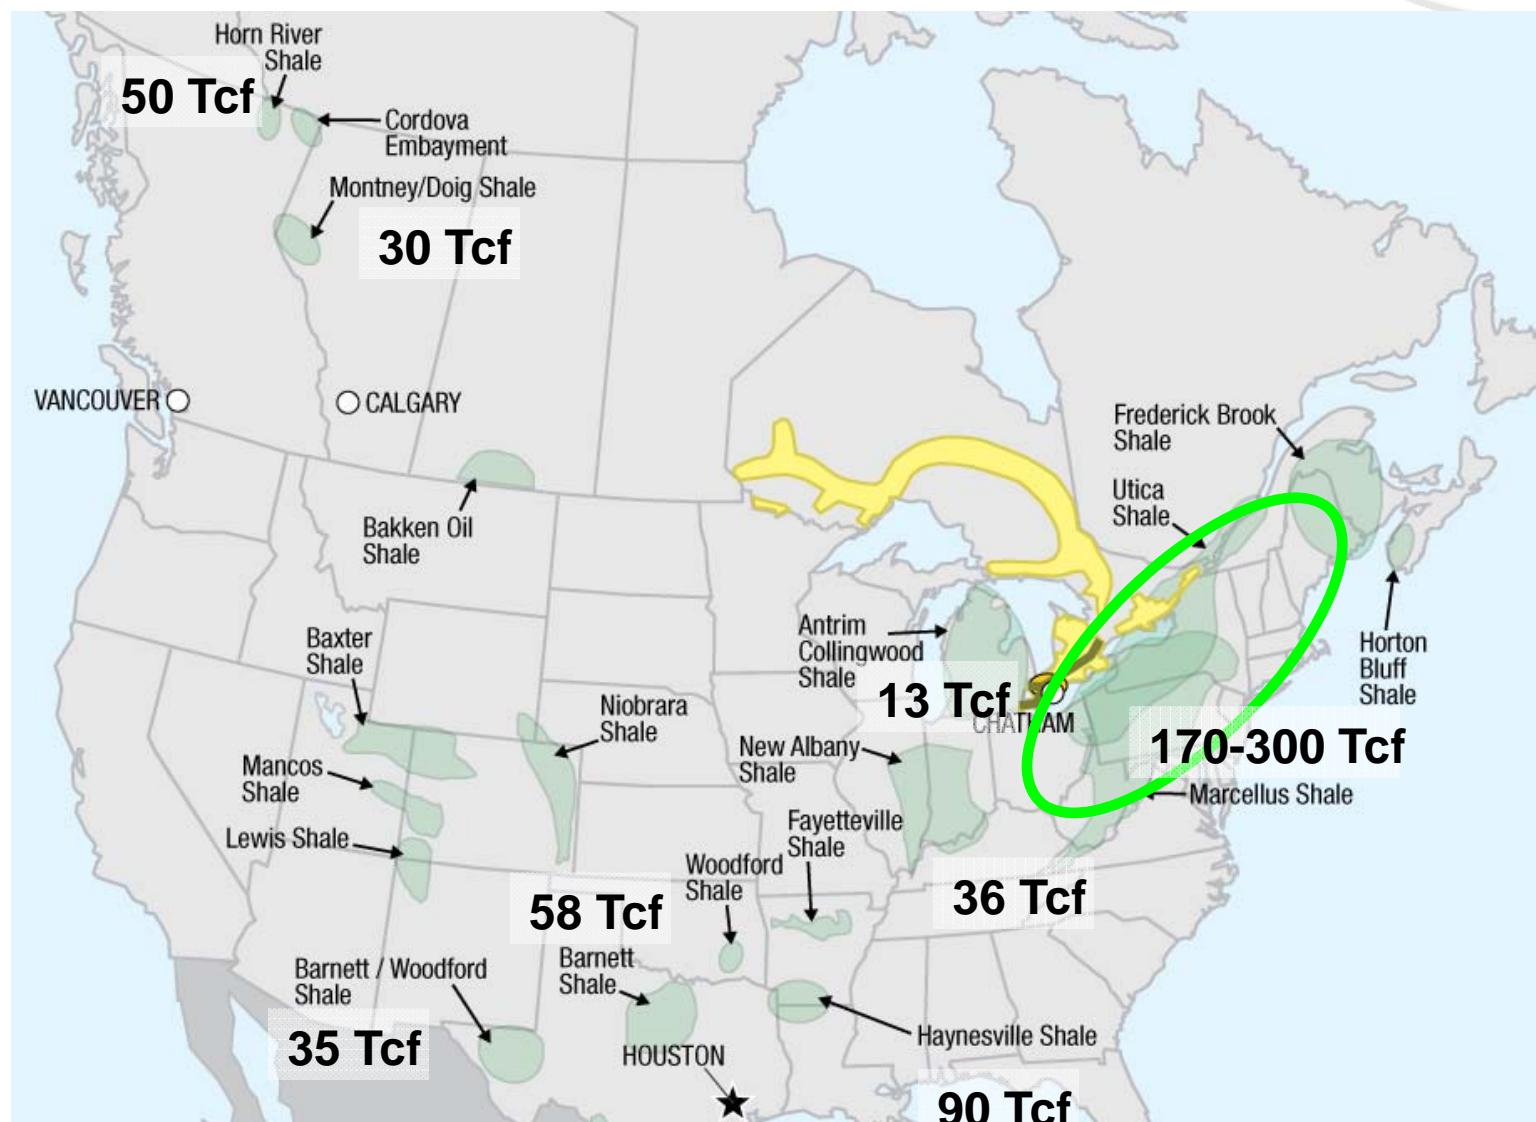 Horn River
Shale
50 Tcf
Cordova
Embayment
Montney/Doig Shale
30 Tcf
VANCOUVER
CALGARY
Frederick Brook
Shale
Utica
Shale
Bakken Oil
Shale
Antrim
Collingwood
Shale
13 Tcf
CHATHAM
Horton
Bluff
Shale
Baxter
Shale
Niobrara
Shale
170-300 Tcf
Marcellus Shale
New Albany
Shale
Mancos
Shale
Lewis Shale
Fayetteville
Shale
Woodford
Shale
36 Tcf
58 Tcf
Barnett / Woodford
Shale
Barnett
Shale
35 Tcf
Haynesville Shale
HOUSTON
90 Tcf